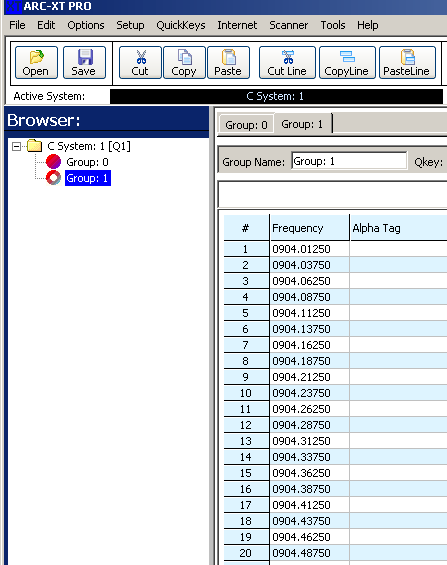 ARC-XT PRO
File Edit Options Setup QuickKeys Internet Scanner Tools Help
Open Save Cut Copy Paste Cut Line CopyLine PasteLine
Active System: C System: 1
Browser:
C System: 1 [Q1]
Group: 0
Group: 1
Group: 0 Group: 1
Group Name: Group: 1 Qkey:
# Frequency Alpha Tag
1 0904.01250
2 0904.03750
3 0904.06250
4 0904.08750
5 0904.11250
6 0904.13750
7 0904.16250
8 0904.18750
9 0904.21250
10 0904.23750
11 0904.26250
12 0904.28750
13 0904.31250
14 0904.33750
15 0904.36250
16 0904.38750
17 0904.41250
18 0904.43750
19 0904.46250
20 0904.48750